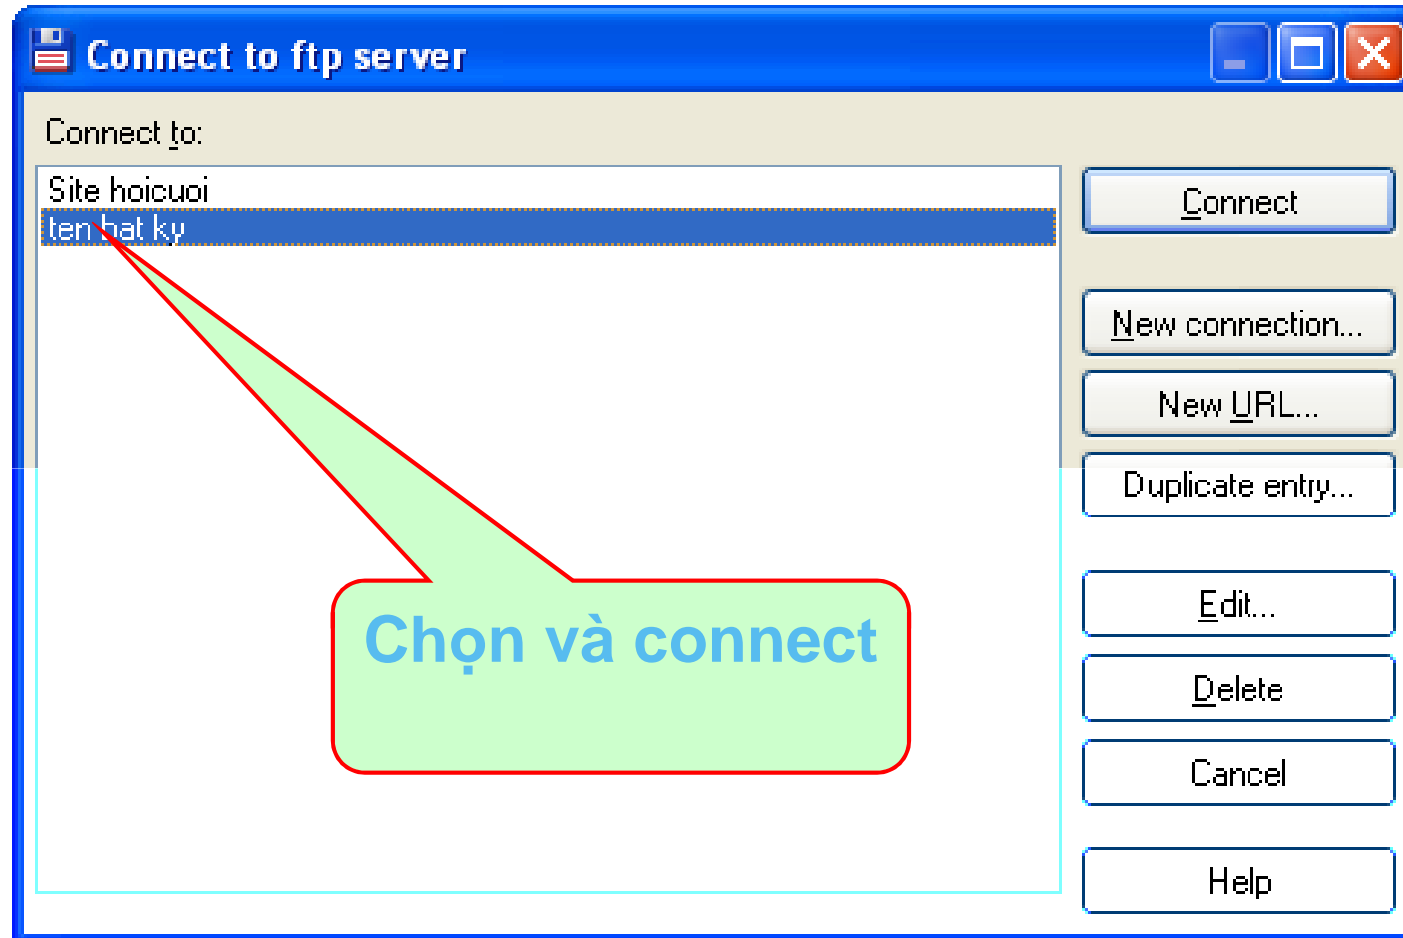 Connect to ftp server
Connect to:
Site hoicuoi
ten bat ky
Connect
New connection...
New URL...
Duplicate entry...
Edit...
Delete
Cancel
Help
Chọn và connect